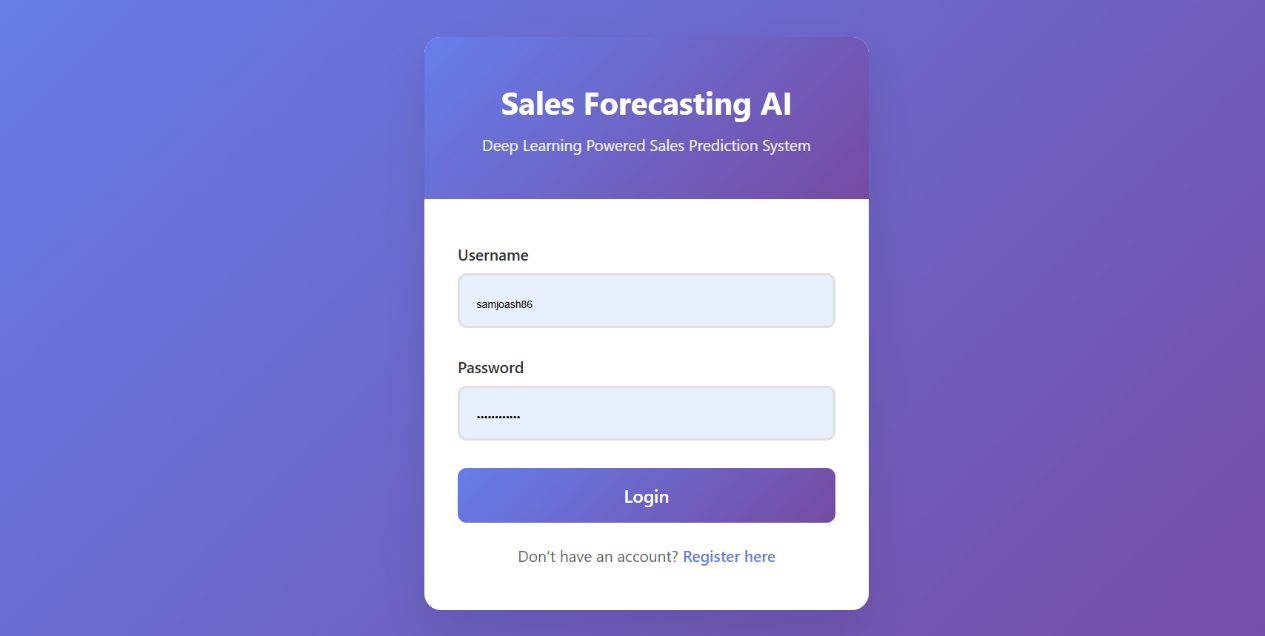 Sales Forecasting AI
Deep Learning Powered Sales Prediction System
Username
samjoash86
Password
••••••••••••
Login
Don't have an account? Register here